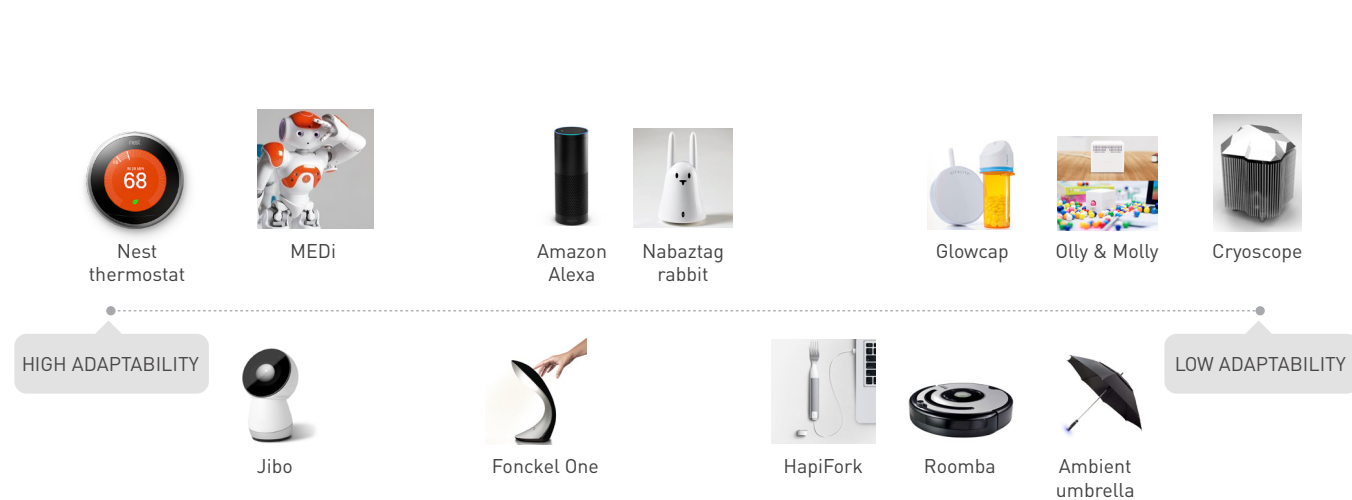 nest
68
Nest
thermostat
MEDi
Amazon
Alexa
Nabaztag
rabbit
Glowcap
Olly & Molly
Cryoscope
HIGH ADAPTABILITY
LOW ADAPTABILITY
Jibo
Fonckel One
HapiFork
Roomba
Ambient
umbrella